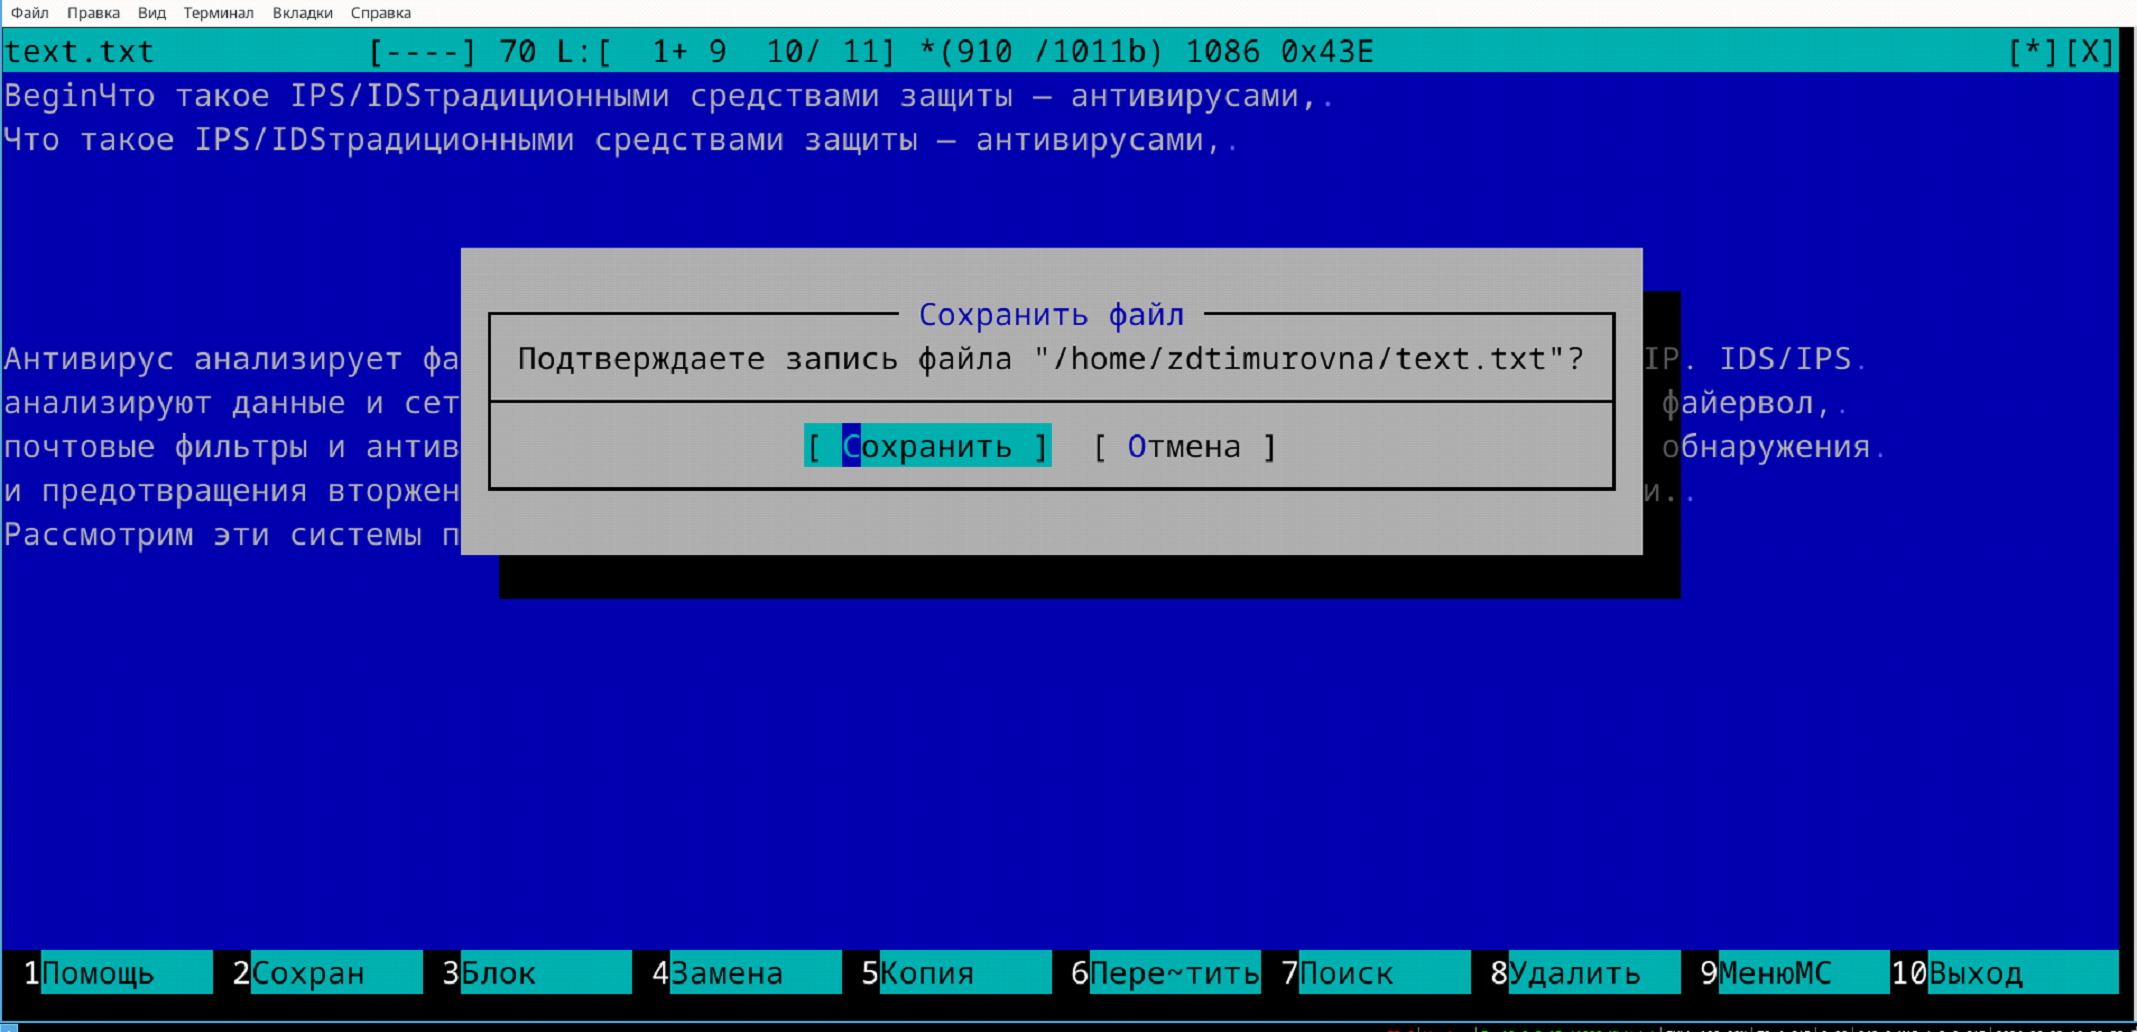 Файл Правка Вид Терминал Вкладки Справка
text.txt [----] 70 L:[ 1+ 9 10/ 11] *(910 /1011b) 1086 0x43E [*][X]
BeginЧто такое IPS/IDSтрадиционными средствами защиты — антивирусами,.
Что такое IPS/IDSтрадиционными средствами защиты — антивирусами,.
Сохранить файл
Антивирус анализирует фа Подтверждаете запись файла "/home/zdtimurovna/text.txt"? IP. IDS/IPS.
анализируют данные и сет файервол,.
почтовые фильтры и антив [ Сохранить ] [ Отмена ] обнаружения.
и предотвращения вторжен и..
Рассмотрим эти системы п
1Помощь 2Сохран 3Блок 4Замена 5Копия 6Пере~тить 7Поиск 8Удалить 9МенюМС 10Выход